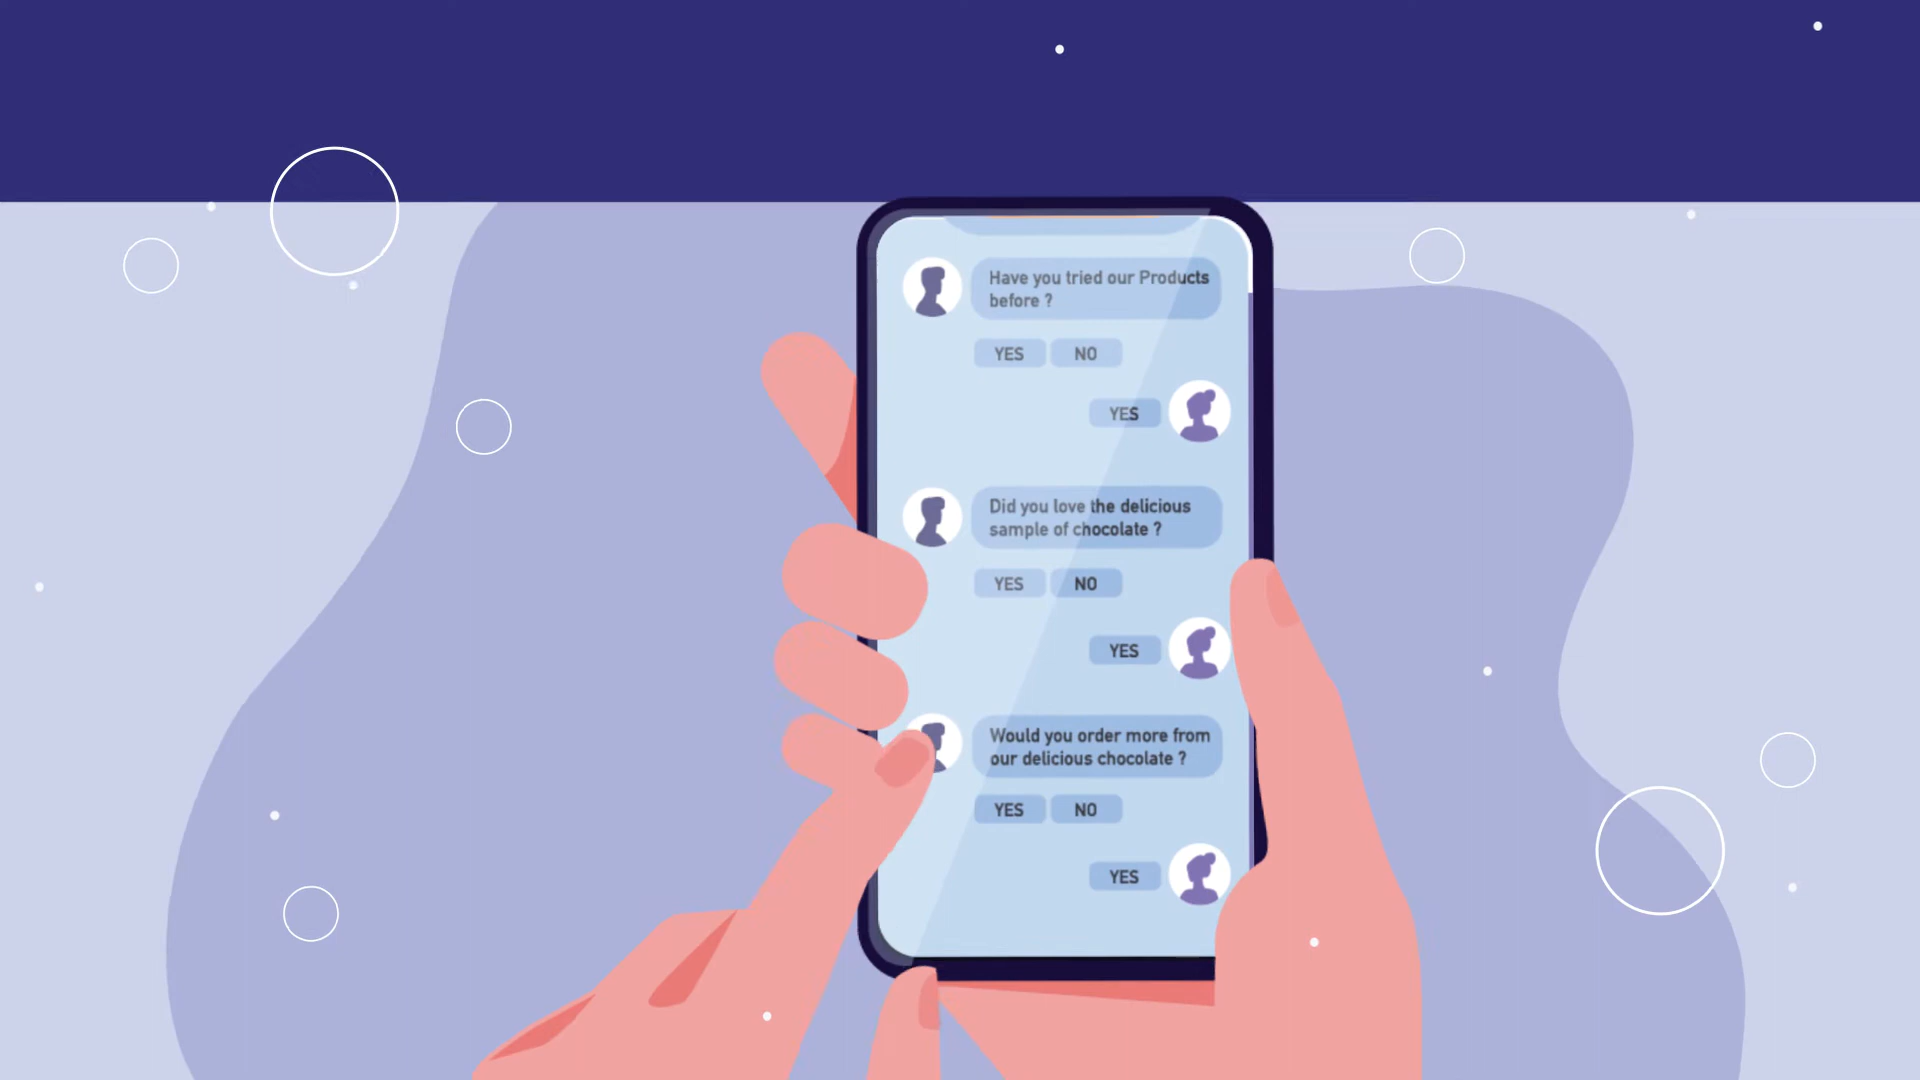 Have you tried our Products
before ?
YES NO
YES
Did you love the delicious
sample of chocolate ?
YES NO
YES
Would you order more from
our delicious chocolate ?
YES NO
YES